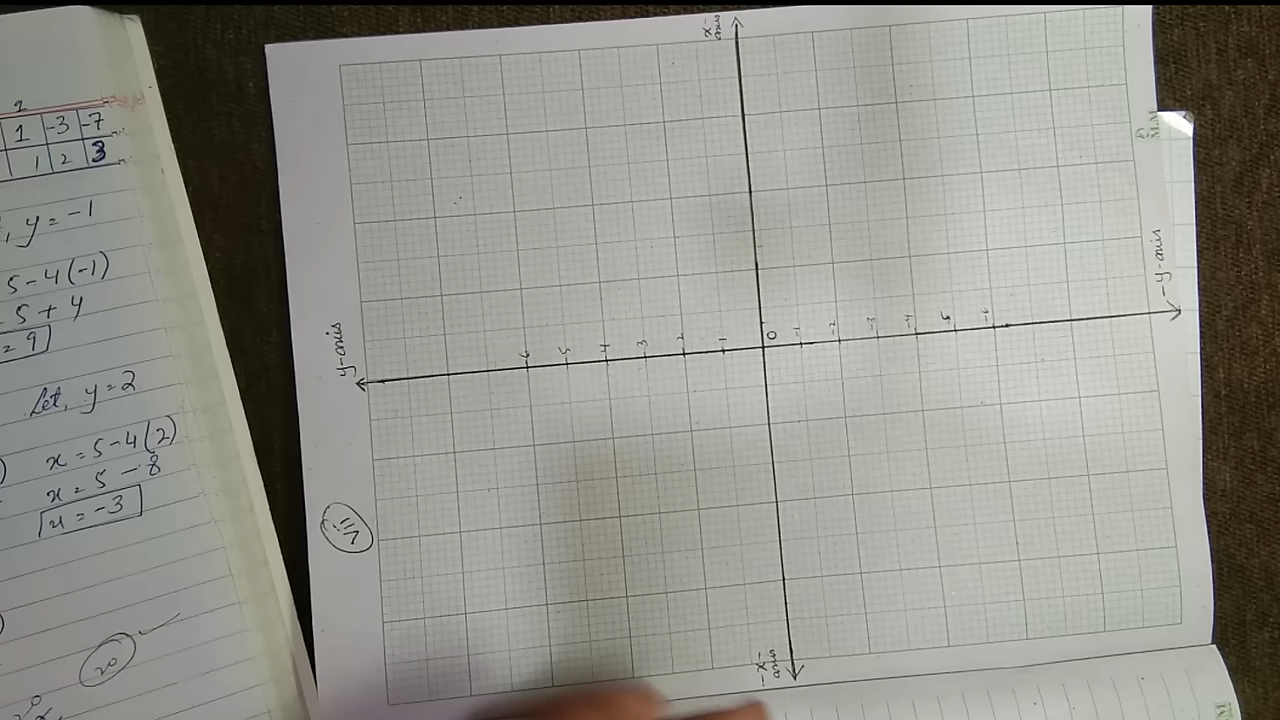 1 -3 -7
1 2 3
, y = -1
5-4(-1)
5 + 4
= 9
Let, y=2
x = 5-4(2)
x = 5 - 8
x = -3
20
x-axis
-y-axis
y-axis
-x-axis
6 5 4 3 2 1 0 -1 -2 -3 -4 -5 -6
vii